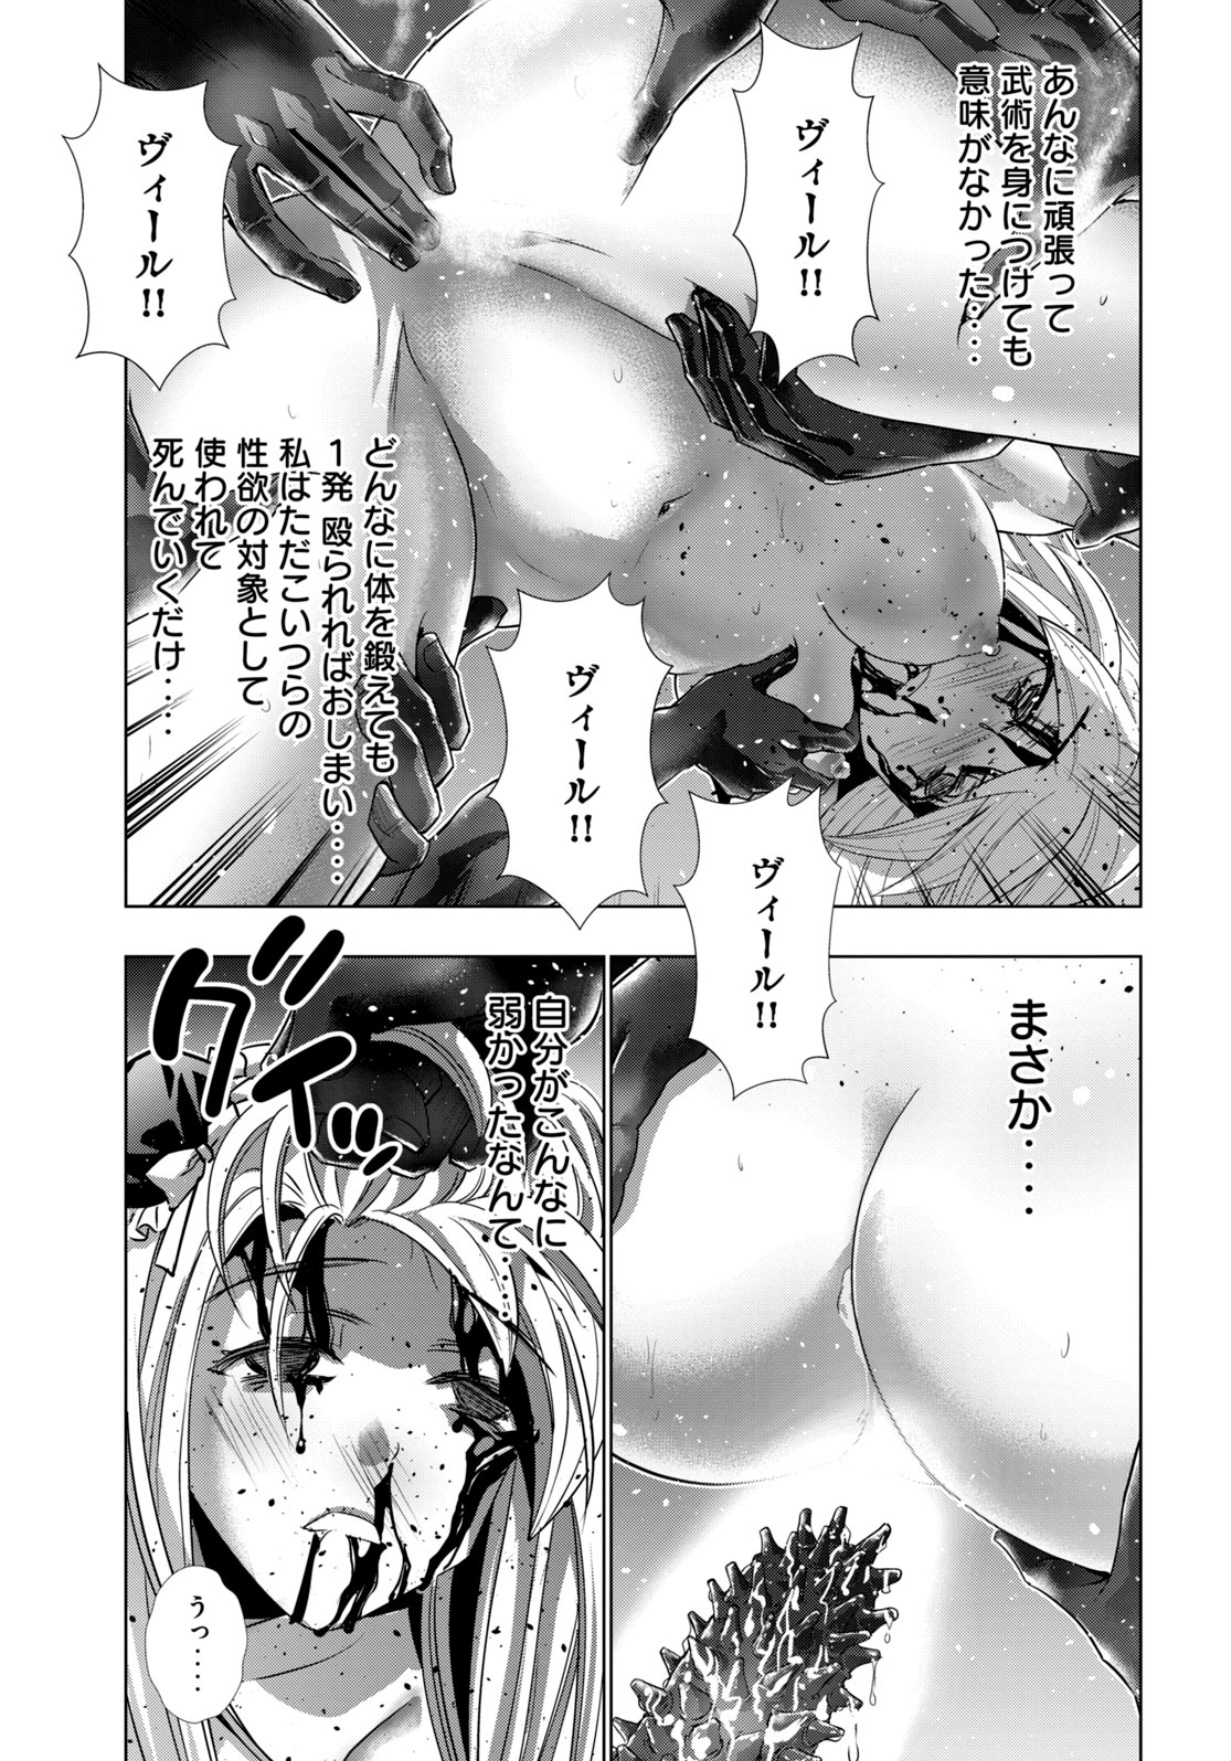 あんなに頑張って
武術を身につけても
意味がなかった‥‥
ヴィール!!
ヴィール!!
どんなに体を鍛えても
1発 殴られればおしまい‥‥
私はただこいつらの
性欲の対象として
使われて
死んでいくだけ‥‥
ヴィール!!
ヴィール!!
まさか‥‥
自分がこんなに
弱かったなんて‥‥
グイッ
うっ‥‥